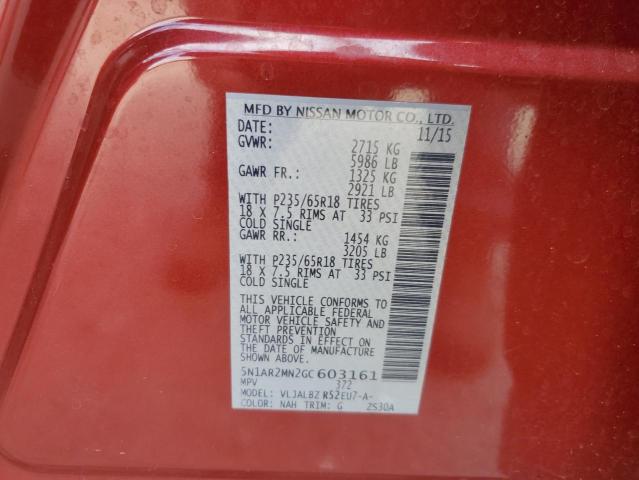 MFD BY NISSAN MOTOR CO., LTD.
DATE: 11/15
GVWR: 2715 KG
5986 LB
GAWR FR.: 1325 KG
2921 LB
WITH P235/65R18 TIRES
18 X 7.5 RIMS AT 33 PSI
COLD SINGLE
GAWR RR.: 1454 KG
3205 LB
WITH P235/65R18 TIRES
18 X 7.5 RIMS AT 33 PSI
COLD SINGLE
THIS VEHICLE CONFORMS TO
ALL APPLICABLE FEDERAL
MOTOR VEHICLE SAFETY AND
THEFT PREVENTION
STANDARDS IN EFFECT ON
THE DATE OF MANUFACTURE
SHOWN ABOVE.
5N1AR2MN2GC603161
MPV 372
MODEL: VLJALBZ R52EU7-A-
COLOR: NAH TRIM: G 2S30A